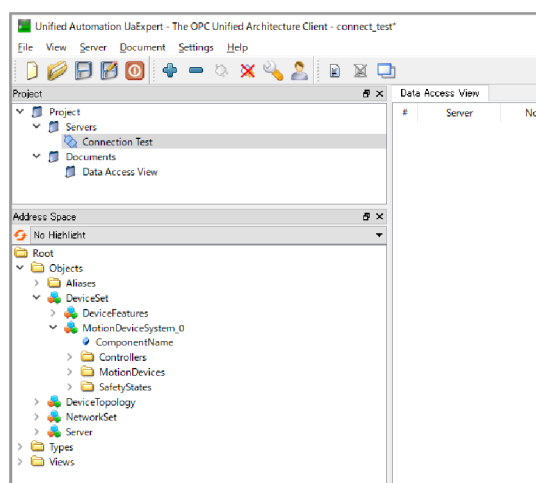 Unified Automation UaExpert - The OPC Unified Architecture Client - connect_test*
File View Server Document Settings Help
Project
Project
Servers
Connection Test
Documents
Data Access View
Address Space
No Highlight
Root
Objects
Aliases
DeviceSet
DeviceFeatures
MotionDeviceSystem_0
ComponentName
Controllers
MotionDevices
SafetyStates
DeviceTopology
NetworkSet
Server
Types
Views
Data Access View
# Server No